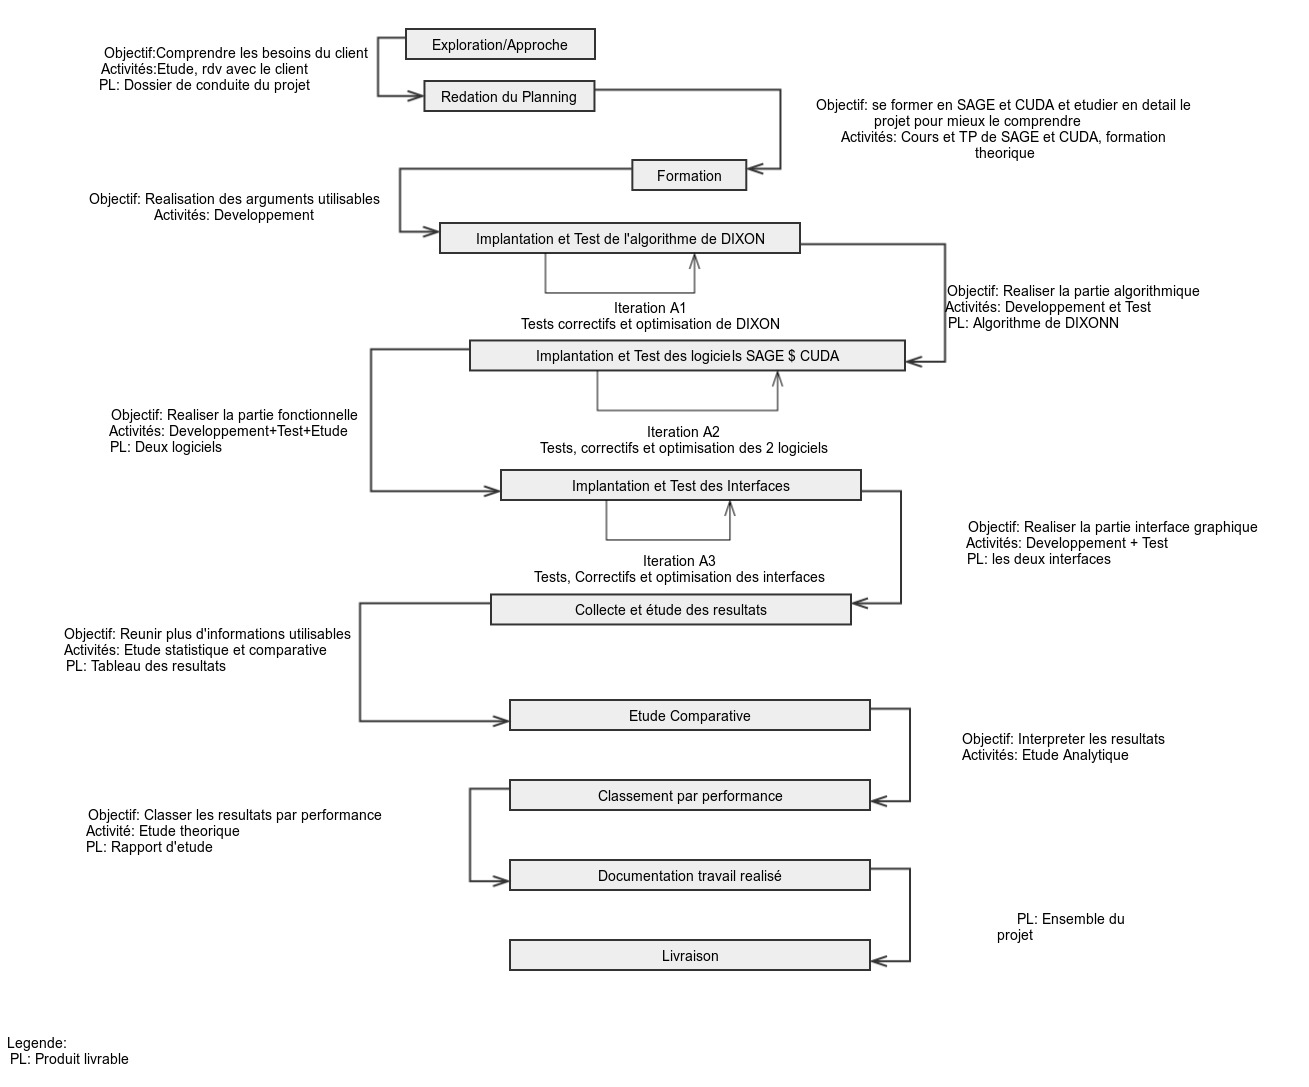 Exploration/Approche
Objectif:Comprendre les besoins du client
Activités:Etude, rdv avec le client
PL: Dossier de conduite du projet
Redation du Planning
Objectif: se former en SAGE et CUDA et etudier en detail le
projet pour mieux le comprendre
Activités: Cours et TP de SAGE et CUDA, formation
theorique
Formation
Objectif: Realisation des arguments utilisables
Activités: Developpement
Implantation et Test de l'algorithme de DIXON
Objectif: Realiser la partie algorithmique
Activités: Developpement et Test
PL: Algorithme de DIXONN
Iteration A1
Tests correctifs et optimisation de DIXON
Implantation et Test des logiciels SAGE $ CUDA
Objectif: Realiser la partie fonctionnelle
Activités: Developpement+Test+Etude
PL: Deux logiciels
Iteration A2
Tests, correctifs et optimisation des 2 logiciels
Implantation et Test des Interfaces
Objectif: Realiser la partie interface graphique
Activités: Developpement + Test
PL: les deux interfaces
Iteration A3
Tests, Correctifs et optimisation des interfaces
Collecte et étude des resultats
Objectif: Reunir plus d'informations utilisables
Activités: Etude statistique et comparative
PL: Tableau des resultats
Etude Comparative
Objectif: Interpreter les resultats
Activités: Etude Analytique
Classement par performance
Objectif: Classer les resultats par performance
Activité: Etude theorique
PL: Rapport d'etude
Documentation travail realisé
PL: Ensemble du
projet
Livraison
Legende:
PL: Produit livrable